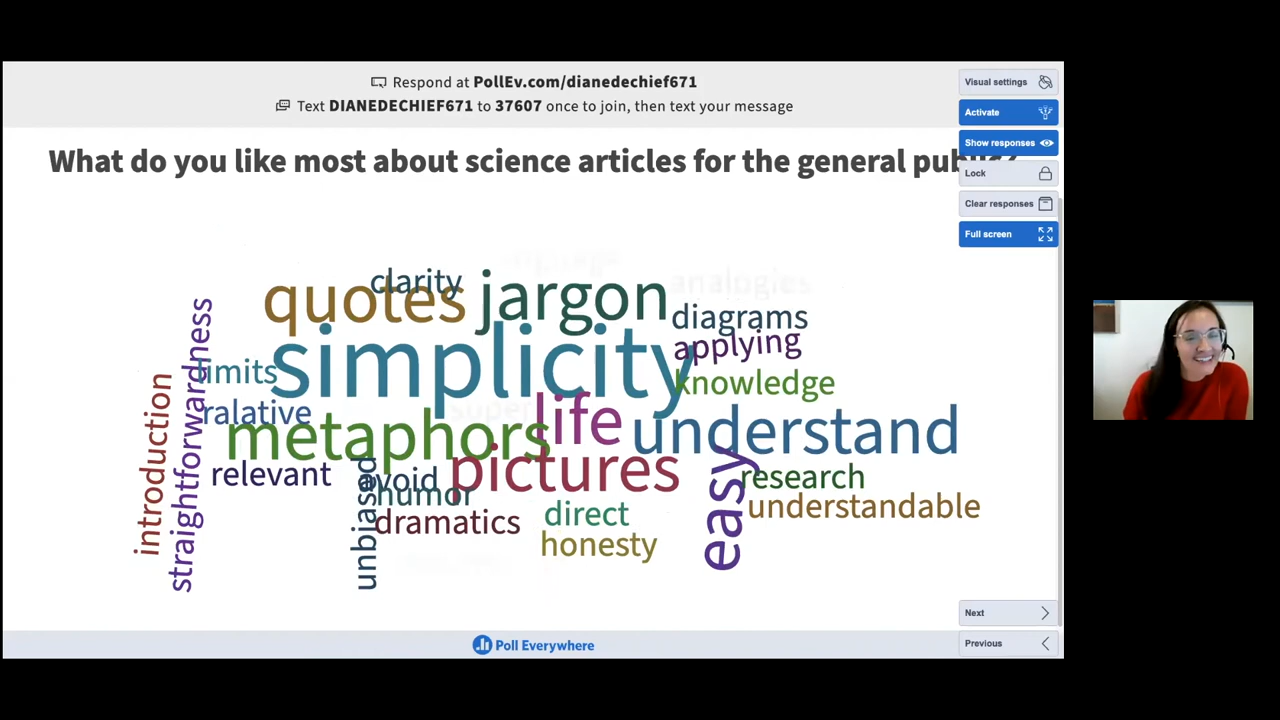 Respond at PollEv.com/dianedechief671
Text DIANEDECHIEF671 to 37607 once to join, then text your message
What do you like most about science articles for the general public?
Visual settings
Activate
Show responses
Lock
Clear responses
Full screen
clarity
quotes
jargon
analogies
diagrams
applying
simplicity
limits
knowledge
straightforwardness
introduction
ralative
super
life
metaphors
understand
relevant
avoid
pictures
easy
research
humor
unbiased
dramatics
direct
understandable
honesty
Next
Previous
Poll Everywhere